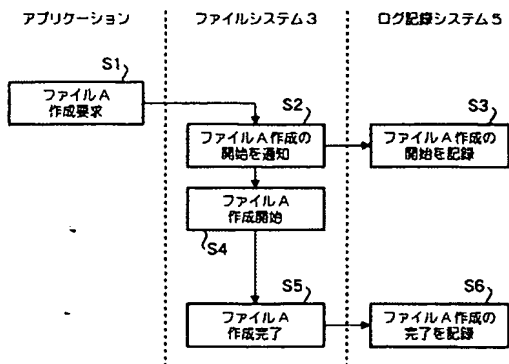 アプリケーション
ファイルシステム3
ログ記録システム5
S1
ファイルA
作成要求
S2
ファイルA作成の
開始を通知
S3
ファイルA作成の
開始を記録
ファイルA
作成開始
S4
S5
ファイルA
作成完了
S6
ファイルA作成の
完了を記録